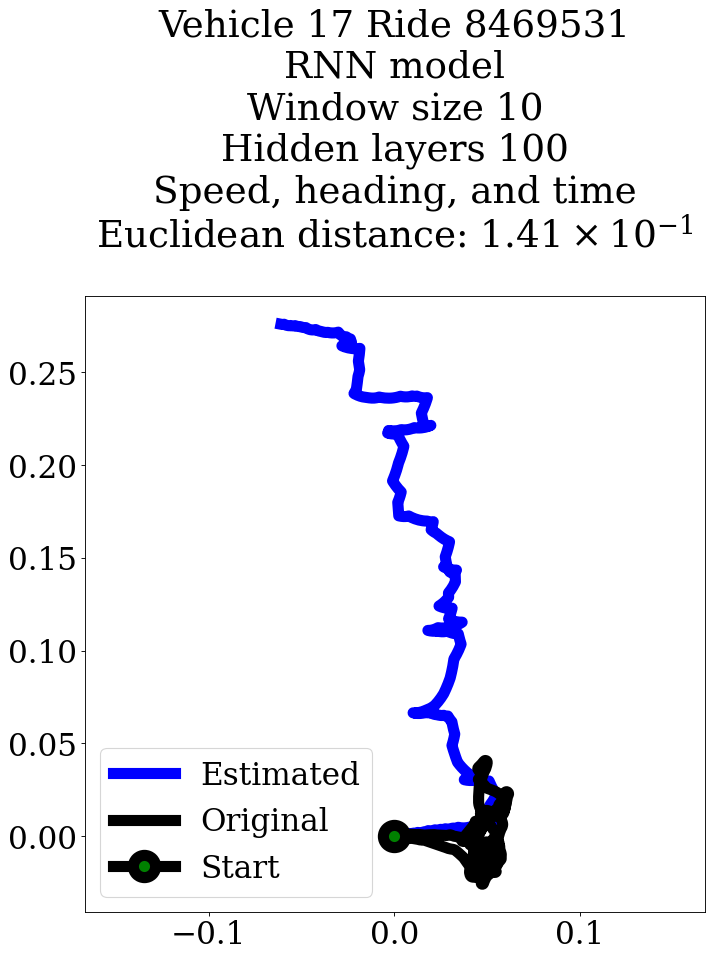 Vehicle 17 Ride 8469531
RNN model
Window size 10
Hidden layers 100
Speed, heading, and time
Euclidean distance: 1.41 × 10⁻¹
0.25
0.20
0.15
0.10
0.05
0.00
Estimated
Original
Start
−0.1 0.0 0.1